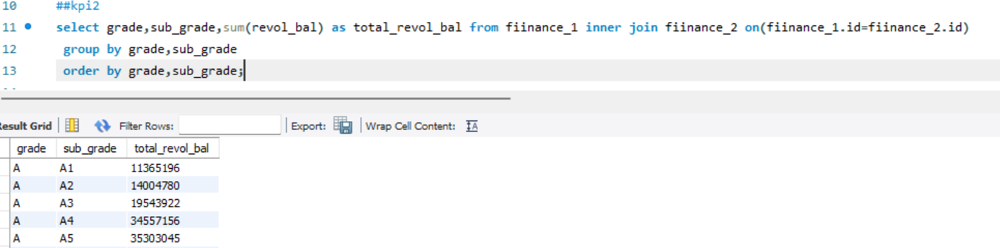 10 ##kpi2
11 select grade,sub_grade,sum(revol_bal) as total_revol_bal from fiinance_1 inner join fiinance_2 on(fiinance_1.id=fiinance_2.id)
12 group by grade,sub_grade
13 order by grade,sub_grade;
esult Grid Filter Rows: Export: Wrap Cell Content: IA
grade sub_grade total_revol_bal
A A1 11365196
A A2 14004780
A A3 19543922
A A4 34557156
A A5 35303045